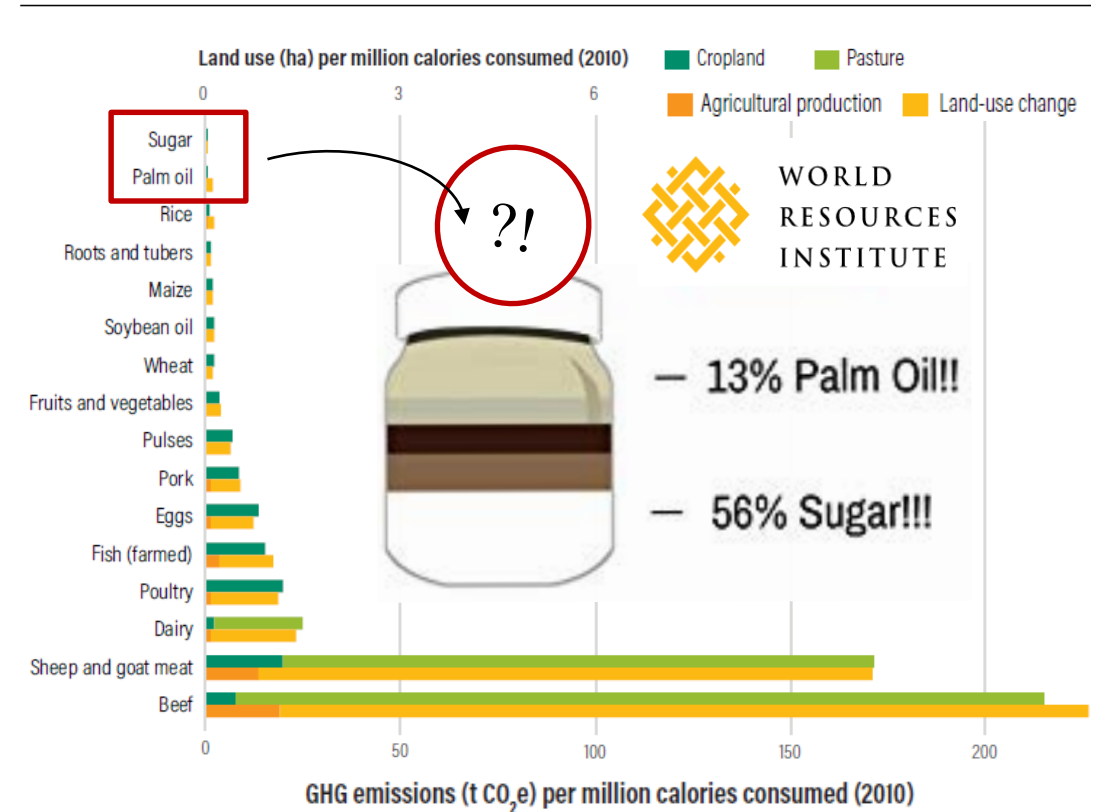 Land use (ha) per million calories consumed (2010)
Cropland
Pasture
0
3
6
Agricultural production
Land-use change
Sugar
Palm oil
Rice
Roots and tubers
Maize
Soybean oil
Wheat
Fruits and vegetables
Pulses
Pork
Eggs
Fish (farmed)
Poultry
Dairy
Sheep and goat meat
Beef
?!
WORLD
RESOURCES
INSTITUTE
— 13% Palm Oil!!
— 56% Sugar!!!
0
50
100
150
200
GHG emissions (t CO₂e) per million calories consumed (2010)